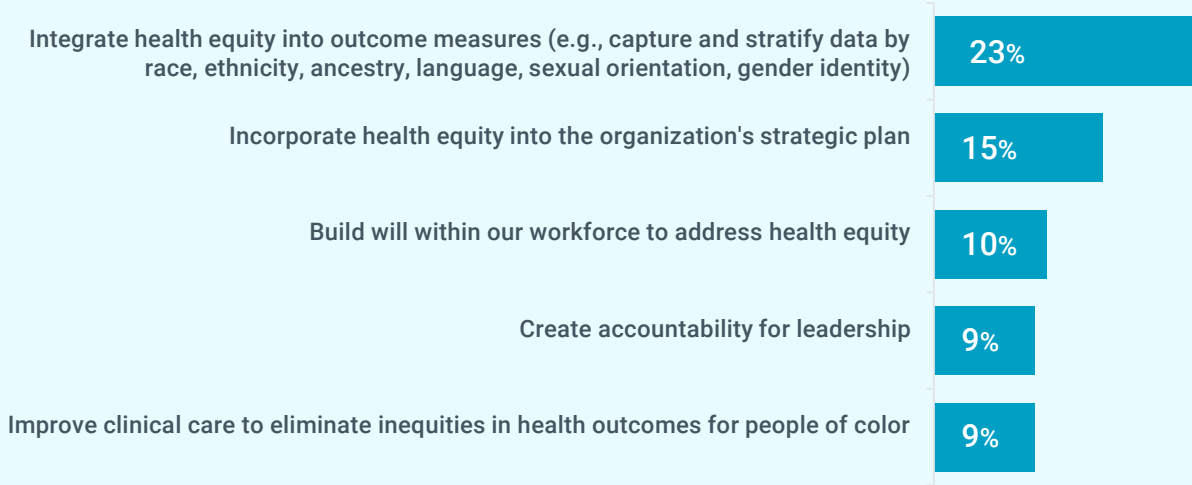 Integrate health equity into outcome measures (e.g., capture and stratify data by
race, ethnicity, ancestry, language, sexual orientation, gender identity)
23%
Incorporate health equity into the organization's strategic plan
15%
Build will within our workforce to address health equity
10%
Create accountability for leadership
9%
Improve clinical care to eliminate inequities in health outcomes for people of color
9%